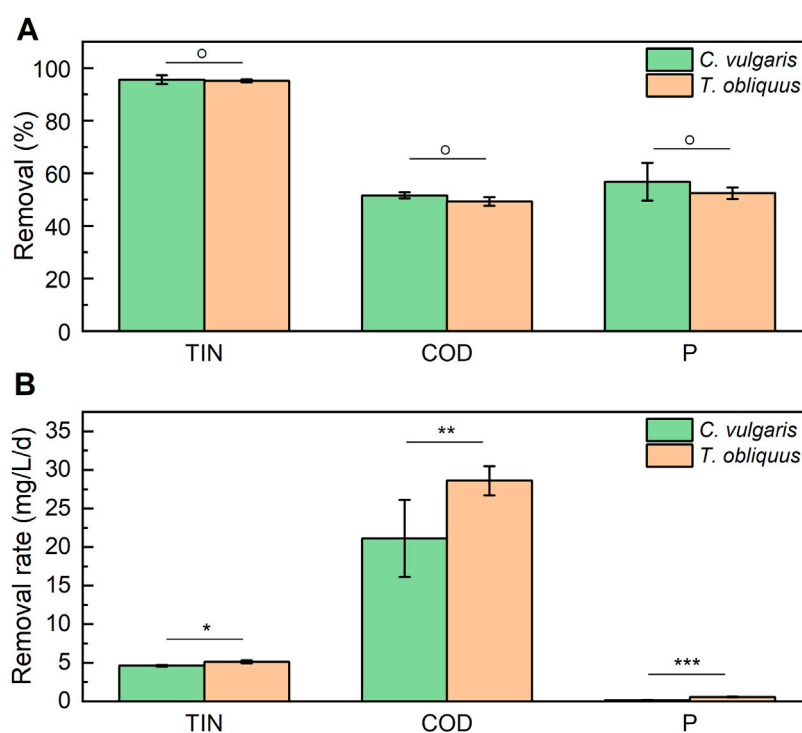 A
Removal (%)
100
80
60
40
20
0
C. vulgaris
T. obliquus
TIN
COD
P
B
Removal rate (mg/L/d)
35
30
25
20
15
10
5
0
C. vulgaris
T. obliquus
*
**
***
TIN
COD
P